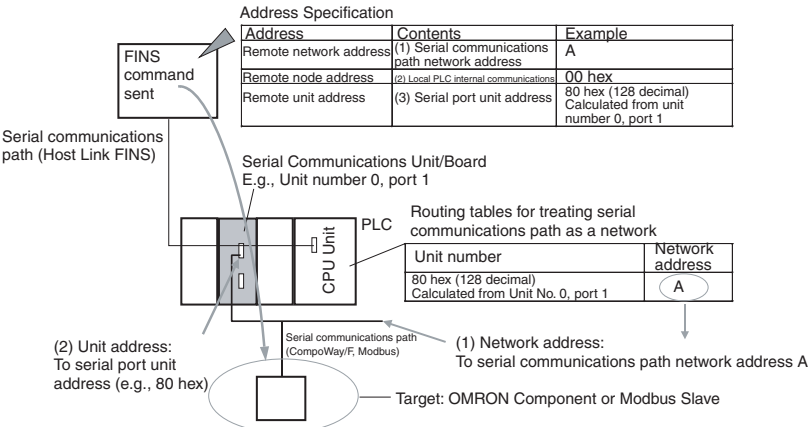 Address Specification
Address Contents Example
Remote network address (1) Serial communications path network address A
Remote node address (2) Local PLC internal communications 00 hex
Remote unit address (3) Serial port unit address 80 hex (128 decimal)
Calculated from unit
number 0, port 1
FINS
command
sent
Serial communications
path (Host Link FINS)
Serial Communications Unit/Board
E.g., Unit number 0, port 1
PLC
CPU Unit
Routing tables for treating serial
communications path as a network
Unit number Network address
80 hex (128 decimal)
Calculated from Unit No. 0, port 1
A
Serial communications path
(CompoWay/F, Modbus)
(2) Unit address:
To serial port unit
address (e.g., 80 hex)
(1) Network address:
To serial communications path network address A
Target: OMRON Component or Modbus Slave